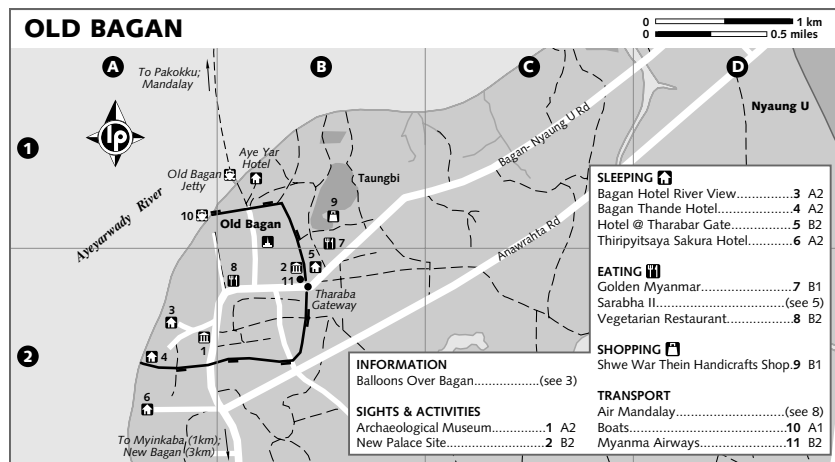 OLD BAGAN
0 1 km
0 0.5 miles
A
B
C
D
1
2
To Pakokku;
Mandalay
lp
Nyaung U
Bagan- Nyaung U Rd
Aye Yar
Hotel
Old Bagan
Jetty
Taungbi
9
10
Old Bagan
Ayeyarwady River
7
5
2
11
8
Anawrahta Rd
Tharaba
Gateway
3
1
4
6
To Myinkaba (1km);
New Bagan (3km)
INFORMATION
Balloons Over Bagan.................(see 3)
SIGHTS & ACTIVITIES
Archaeological Museum............1 A2
New Palace Site..........................2 B2
SLEEPING
Bagan Hotel River View..............3 A2
Bagan Thande Hotel...................4 A2
Hotel @ Tharabar Gate..............5 B2
Thiripyitsaya Sakura Hotel..........6 A2
EATING
Golden Myanmar........................7 B1
Sarabha II..............................(see 5)
Vegetarian Restaurant................8 B2
SHOPPING
Shwe War Thein Handicrafts Shop.9 B1
TRANSPORT
Air Mandalay..........................(see 8)
Boats........................................10 A1
Myanma Airways......................11 B2